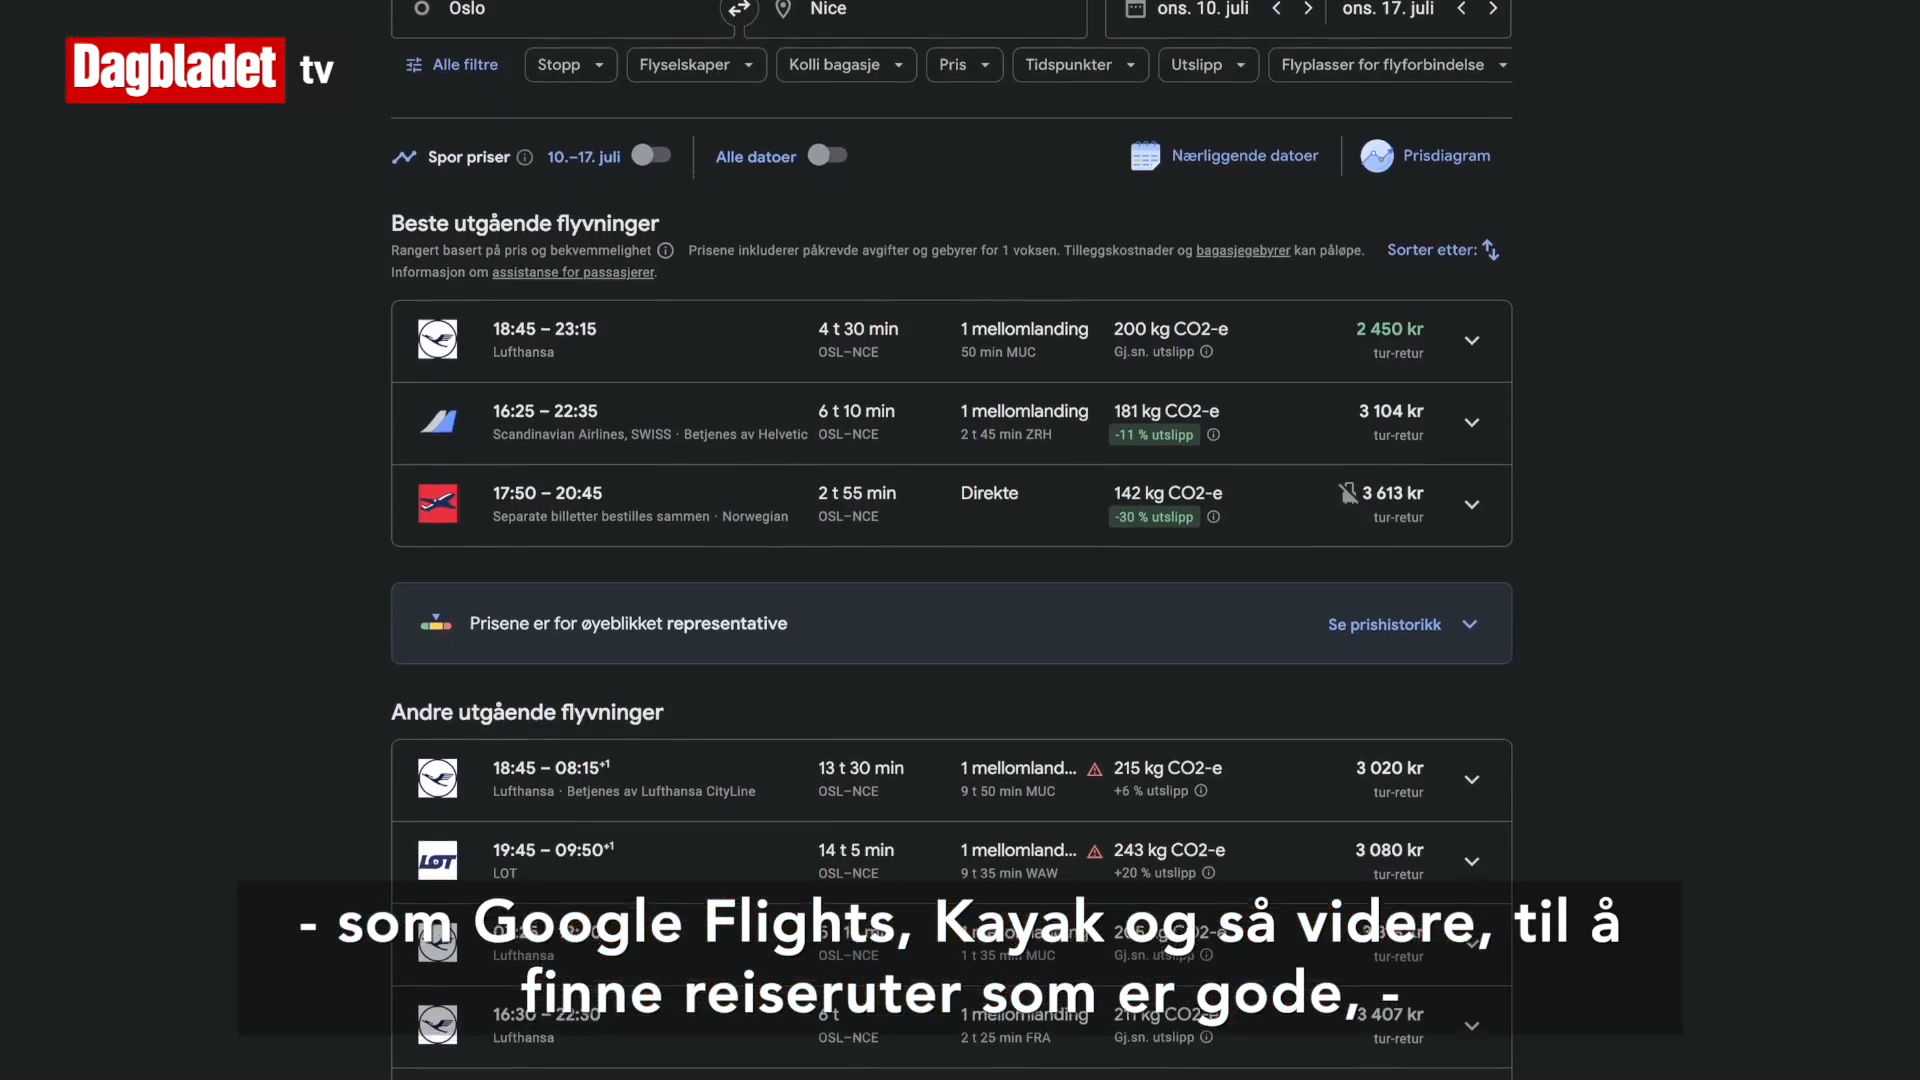 Oslo
Nice
ons. 10. juli
ons. 17. juli
Dagbladet tv
Alle filtre
Stopp
Flyselskaper
Kolli bagasje
Pris
Tidspunkter
Utslipp
Flyplasser for flyforbindelse
Spor priser
10.–17. juli
Alle datoer
Nærliggende datoer
Prisdiagram
Beste utgående flyvninger
Rangert basert på pris og bekvemmelighet Prisene inkluderer påkrevde avgifter og gebyrer for 1 voksen. Tilleggskostnader og bagasjegebyrer kan påløpe.
Sorter etter:
Informasjon om assistanse for passasjerer.
18:45 – 23:15 4 t 30 min 1 mellomlanding 200 kg CO2-e 2 450 kr
Lufthansa OSL–NCE 50 min MUC Gj.sn. utslipp tur-retur
16:25 – 22:35 6 t 10 min 1 mellomlanding 181 kg CO2-e 3 104 kr
Scandinavian Airlines, SWISS · Betjenes av Helvetic OSL–NCE 2 t 45 min ZRH -11 % utslipp tur-retur
17:50 – 20:45 2 t 55 min Direkte 142 kg CO2-e 3 613 kr
Separate billetter bestilles sammen · Norwegian OSL–NCE -30 % utslipp tur-retur
Prisene er for øyeblikket representative
Se prishistorikk
Andre utgående flyvninger
18:45 – 08:15+1 13 t 30 min 1 mellomland... 215 kg CO2-e 3 020 kr
Lufthansa · Betjenes av Lufthansa CityLine OSL–NCE 9 t 50 min MUC +6 % utslipp tur-retur
LOT
19:45 – 09:50+1 14 t 5 min 1 mellomland... 243 kg CO2-e 3 080 kr
LOT OSL–NCE 9 t 35 min WAW +20 % utslipp tur-retur
- som Google Flights, Kayak og så videre, til å
Lufthansa OSL–NCE 1 t 35 min MUC Gj.sn. utslipp tur-retur
finne reiseruter som er gode, -
16:30 – 22:30 6 t 1 mellomlanding 211 kg CO2-e 3 407 kr
Lufthansa OSL–NCE 2 t 25 min FRA Gj.sn. utslipp tur-retur